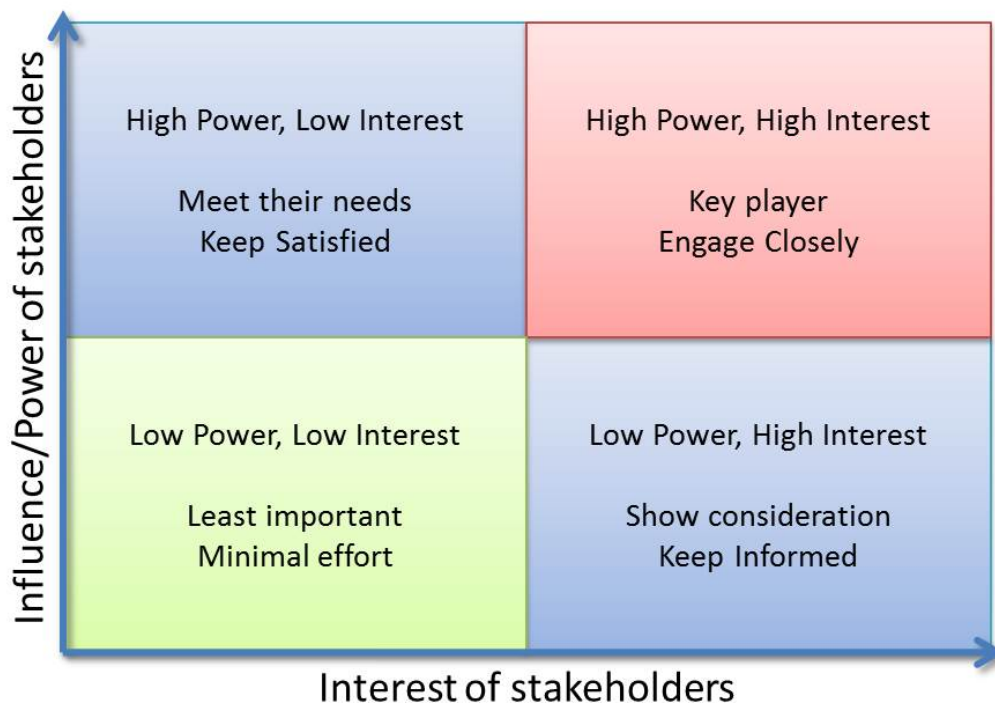 Influence/Power of stakeholders
High Power, Low Interest
Meet their needs
Keep Satisfied
High Power, High Interest
Key player
Engage Closely
Low Power, Low Interest
Least important
Minimal effort
Low Power, High Interest
Show consideration
Keep Informed
Interest of stakeholders